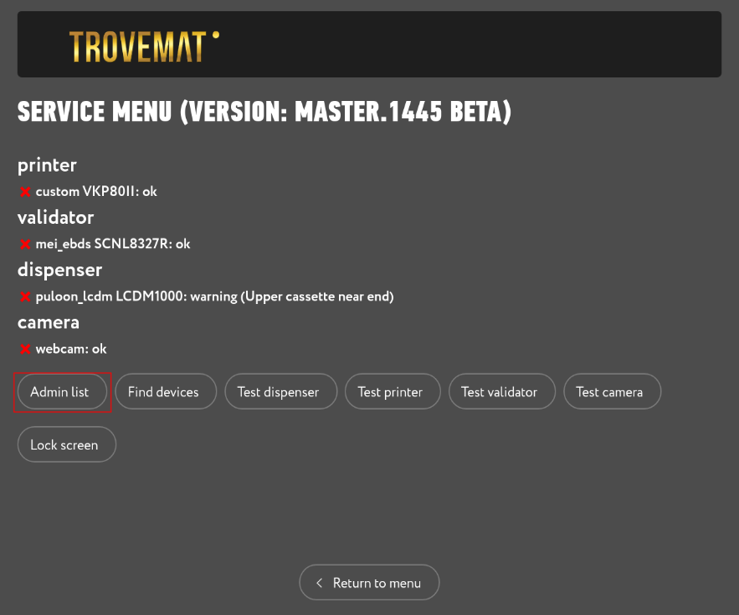 TROVEMAT
SERVICE MENU (VERSION: MASTER.1445 BETA)
printer
custom VKP80II: ok
validator
mei_ebds SCNL8327R: ok
dispenser
puloon_lcdm LCDM1000: warning (Upper cassette near end)
camera
webcam: ok
Admin list Find devices Test dispenser Test printer Test validator Test camera
Lock screen
Return to menu